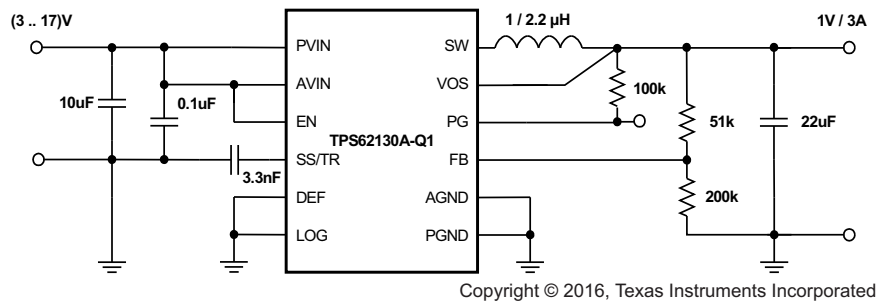 (3 .. 17)V
1 / 2.2 µH
1V / 3A
PVIN
SW
AVIN
VOS
10uF
0.1uF
100k
EN
PG
51k
22uF
TPS62130A-Q1
SS/TR
FB
3.3nF
DEF
AGND
200k
LOG
PGND
Copyright © 2016, Texas Instruments Incorporated